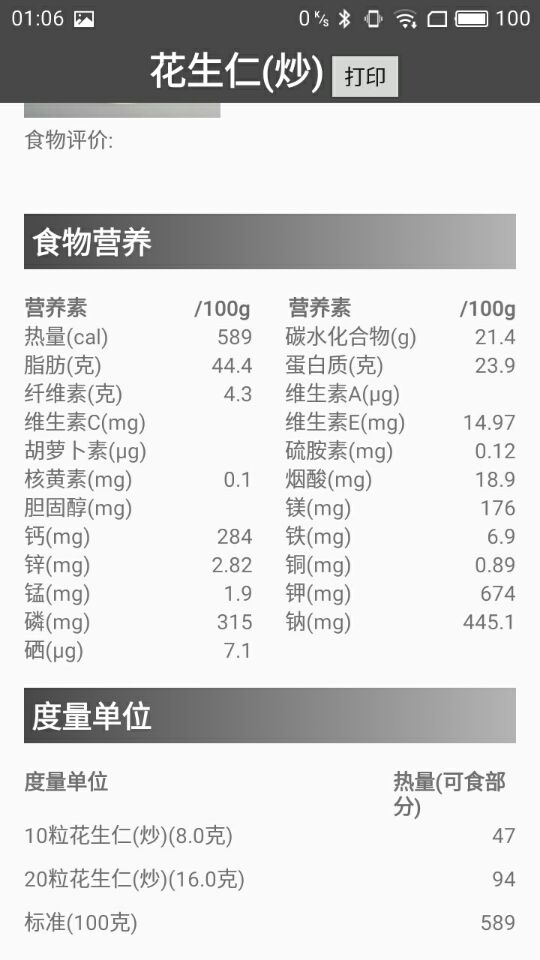 01:06 0 K/s 100
花生仁(炒) 打印
食物评价:
食物营养
营养素 /100g 营养素 /100g
热量(cal) 589 碳水化合物(g) 21.4
脂肪(克) 44.4 蛋白质(克) 23.9
纤维素(克) 4.3 维生素A(µg)
维生素C(mg) 维生素E(mg) 14.97
胡萝卜素(µg) 硫胺素(mg) 0.12
核黄素(mg) 0.1 烟酸(mg) 18.9
胆固醇(mg) 镁(mg) 176
钙(mg) 284 铁(mg) 6.9
锌(mg) 2.82 铜(mg) 0.89
锰(mg) 1.9 钾(mg) 674
磷(mg) 315 钠(mg) 445.1
硒(µg) 7.1
度量单位
度量单位 热量(可食部
分)
10粒花生仁(炒)(8.0克) 47
20粒花生仁(炒)(16.0克) 94
标准(100克) 589